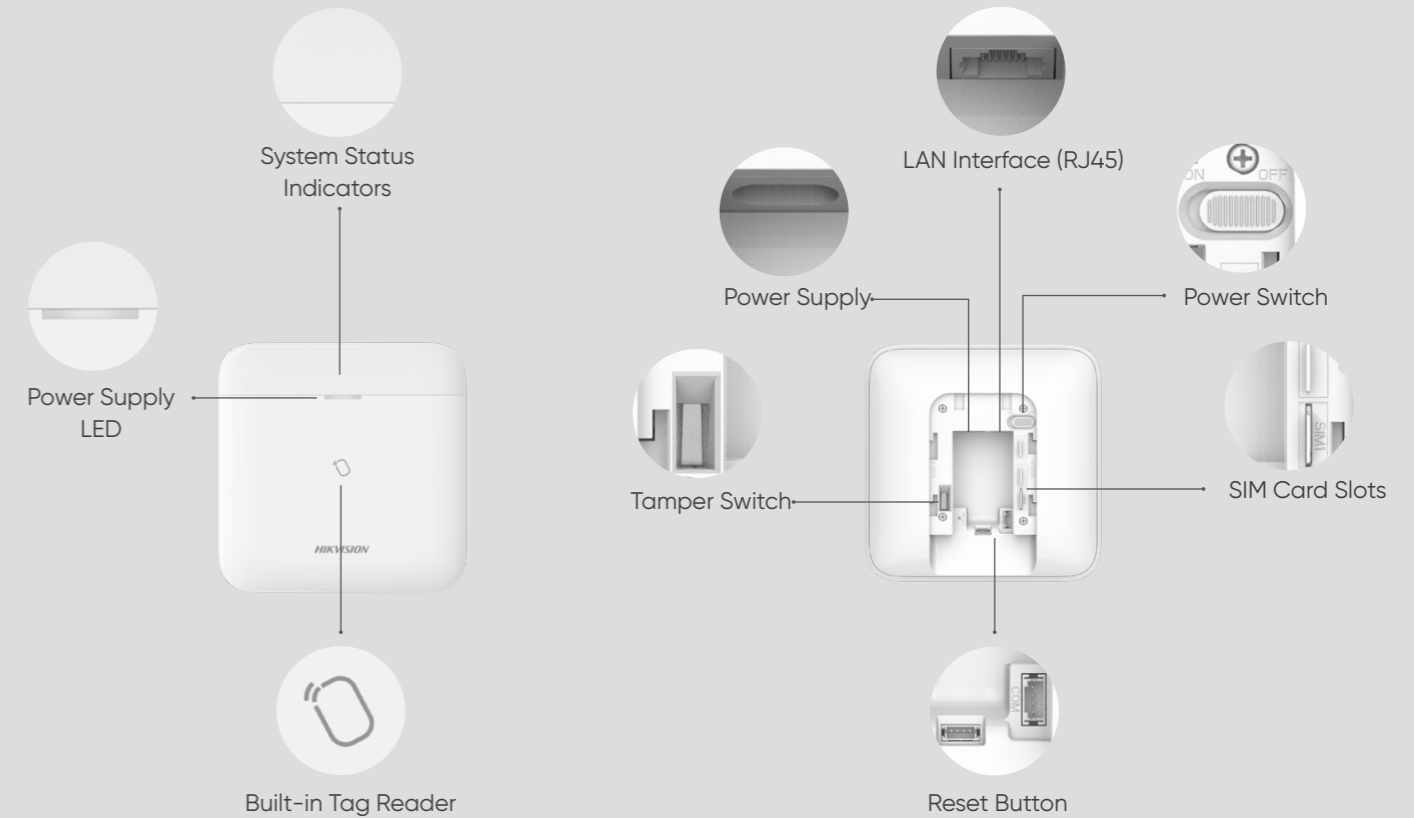 System Status
Indicators
LAN Interface (RJ45)
ON
OFF
Power Supply
Power Switch
Power Supply
LED
SIM1
Tamper Switch
SIM Card Slots
HIKVISION
COM
Built-in Tag Reader
Reset Button